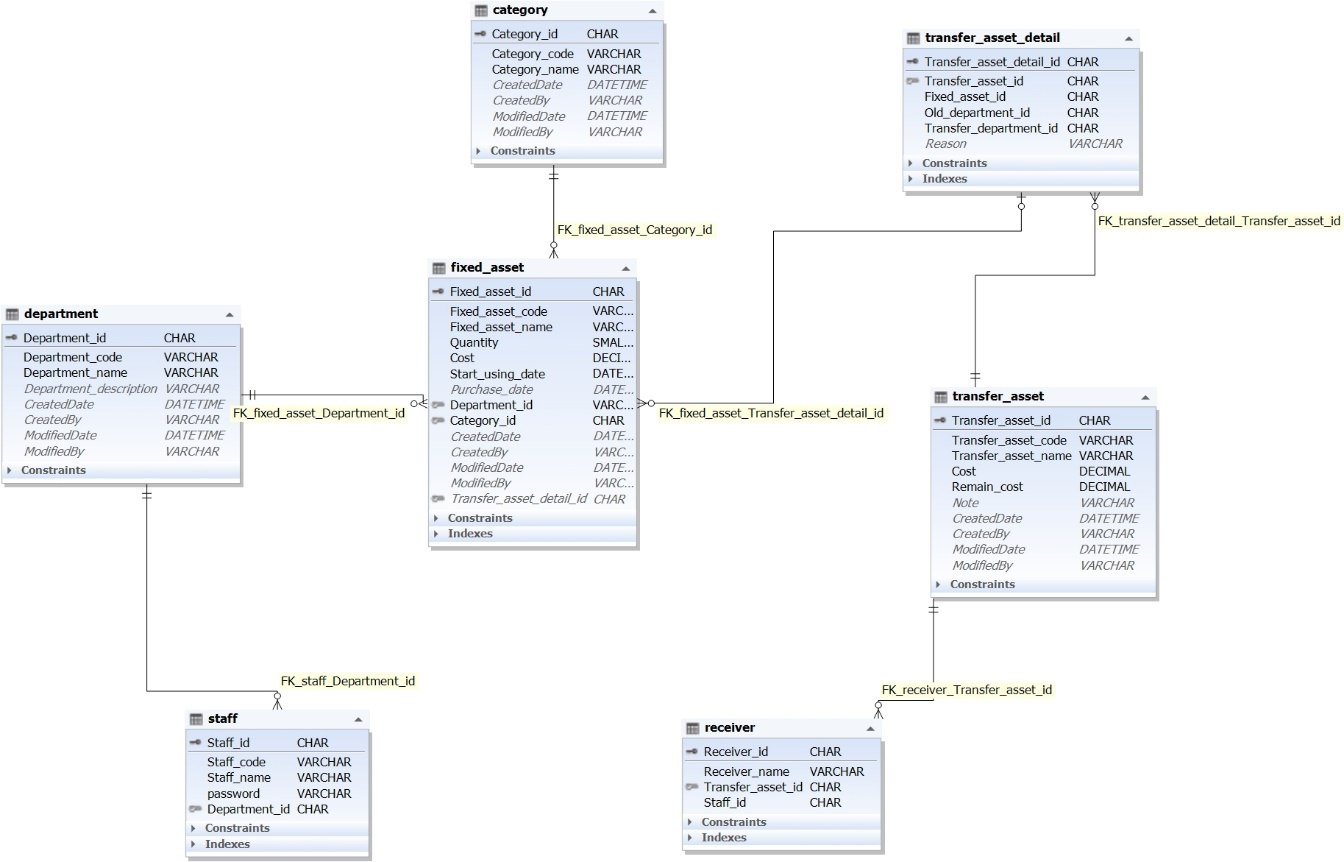 category
Category_id CHAR
Category_code VARCHAR
Category_name VARCHAR
CreatedDate DATETIME
CreatedBy VARCHAR
ModifiedDate DATETIME
ModifiedBy VARCHAR
Constraints
transfer_asset_detail
Transfer_asset_detail_id CHAR
Transfer_asset_id CHAR
Fixed_asset_id CHAR
Old_department_id CHAR
Transfer_department_id CHAR
Reason VARCHAR
Constraints
Indexes
FK_fixed_asset_Category_id
FK_transfer_asset_detail_Transfer_asset_id
fixed_asset
Fixed_asset_id CHAR
Fixed_asset_code VARC...
Fixed_asset_name VARC...
Quantity SMAL...
Cost DECI...
Start_using_date DATE...
Purchase_date DATE...
Department_id VARC...
Category_id CHAR
CreatedDate DATE...
CreatedBy VARC...
ModifiedDate DATE...
ModifiedBy VARC...
Transfer_asset_detail_id CHAR
Constraints
Indexes
department
Department_id CHAR
Department_code VARCHAR
Department_name VARCHAR
Department_description VARCHAR
CreatedDate DATETIME
CreatedBy VARCHAR
ModifiedDate DATETIME
ModifiedBy VARCHAR
Constraints
FK_fixed_asset_Department_id
FK_fixed_asset_Transfer_asset_detail_id
transfer_asset
Transfer_asset_id CHAR
Transfer_asset_code VARCHAR
Transfer_asset_name VARCHAR
Cost DECIMAL
Remain_cost DECIMAL
Note VARCHAR
CreatedDate DATETIME
CreatedBy VARCHAR
ModifiedDate DATETIME
ModifiedBy VARCHAR
Constraints
FK_staff_Department_id
FK_receiver_Transfer_asset_id
staff
Staff_id CHAR
Staff_code VARCHAR
Staff_name VARCHAR
password VARCHAR
Department_id CHAR
Constraints
Indexes
receiver
Receiver_id CHAR
Receiver_name VARCHAR
Transfer_asset_id CHAR
Staff_id CHAR
Constraints
Indexes